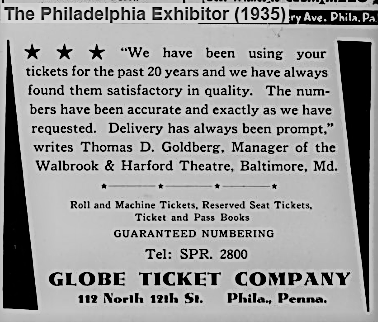 The Philadelphia Exhibitor (1935)
ry Ave. Phila. Pa
★ ★ ★ “We have been using your
tickets for the past 20 years and we have always
found them satisfactory in quality. The num-
bers have been accurate and exactly as we have
requested. Delivery has always been prompt,”
writes Thomas D. Goldberg, Manager of the
Walbrook & Harford Theatre, Baltimore, Md.
Roll and Machine Tickets, Reserved Seat Tickets,
Ticket and Pass Books
GUARANTEED NUMBERING
Tel: SPR. 2800
GLOBE TICKET COMPANY
112 North 12th St. Phila., Penna.